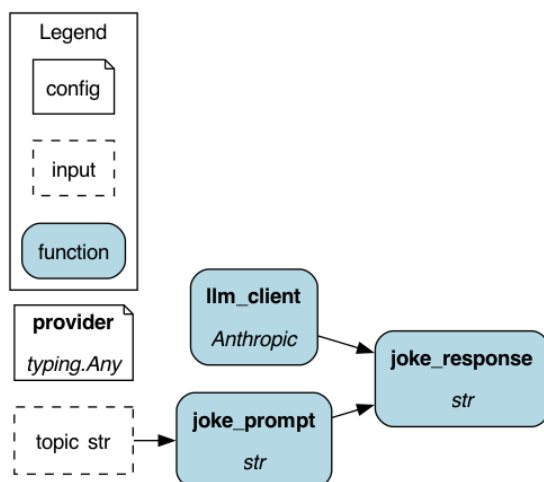 Legend
config
input
function
provider
typing.Any
topic str
llm_client
Anthropic
joke_prompt
str
joke_response
str